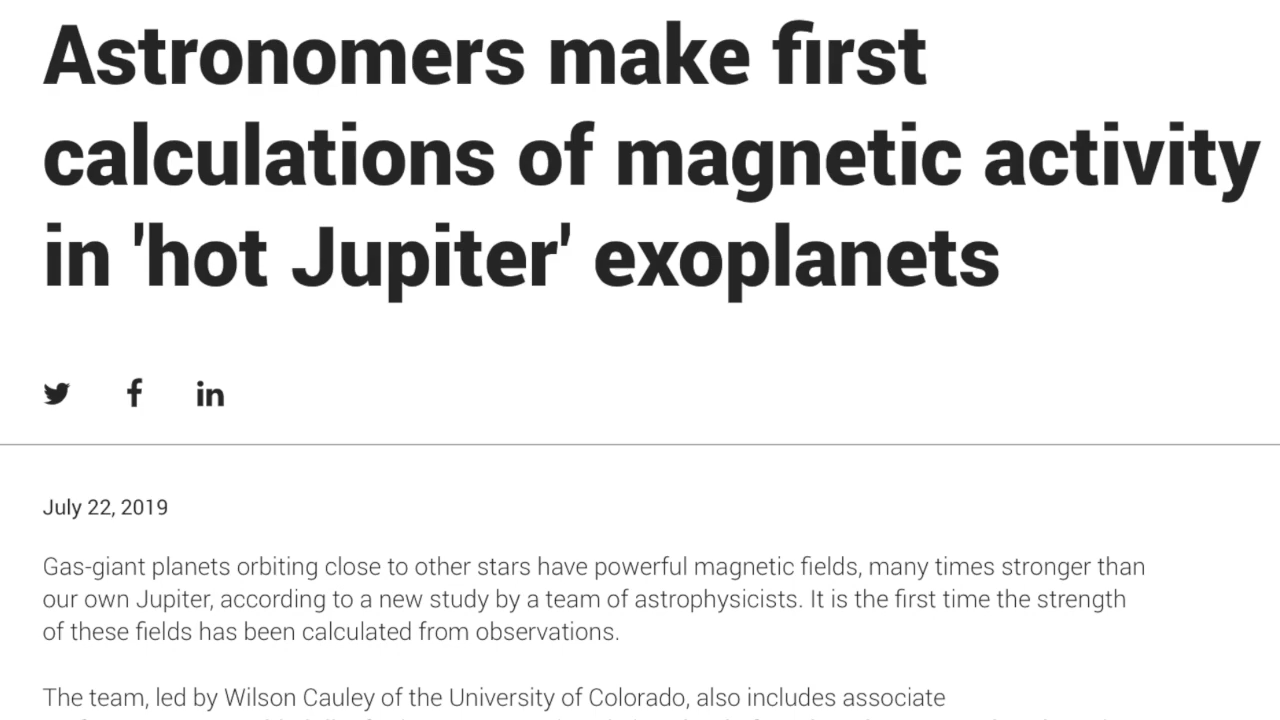 Astronomers make first
calculations of magnetic activity
in 'hot Jupiter' exoplanets
July 22, 2019
Gas-giant planets orbiting close to other stars have powerful magnetic fields, many times stronger than
our own Jupiter, according to a new study by a team of astrophysicists. It is the first time the strength
of these fields has been calculated from observations.
The team, led by Wilson Cauley of the University of Colorado, also includes associate